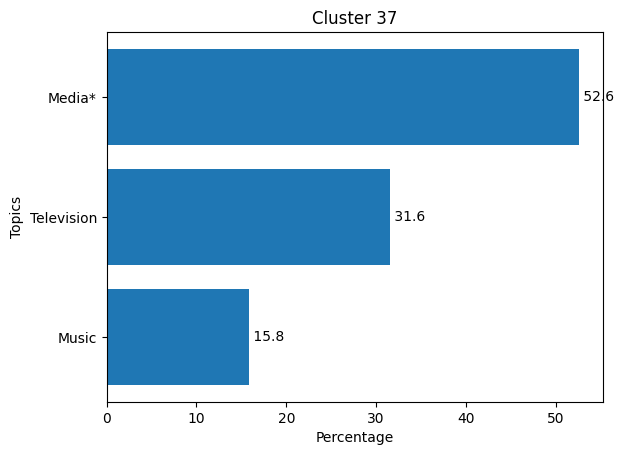 Cluster 37
Topics
Media* 52.6
Television 31.6
Music 15.8
0 10 20 30 40 50
Percentage